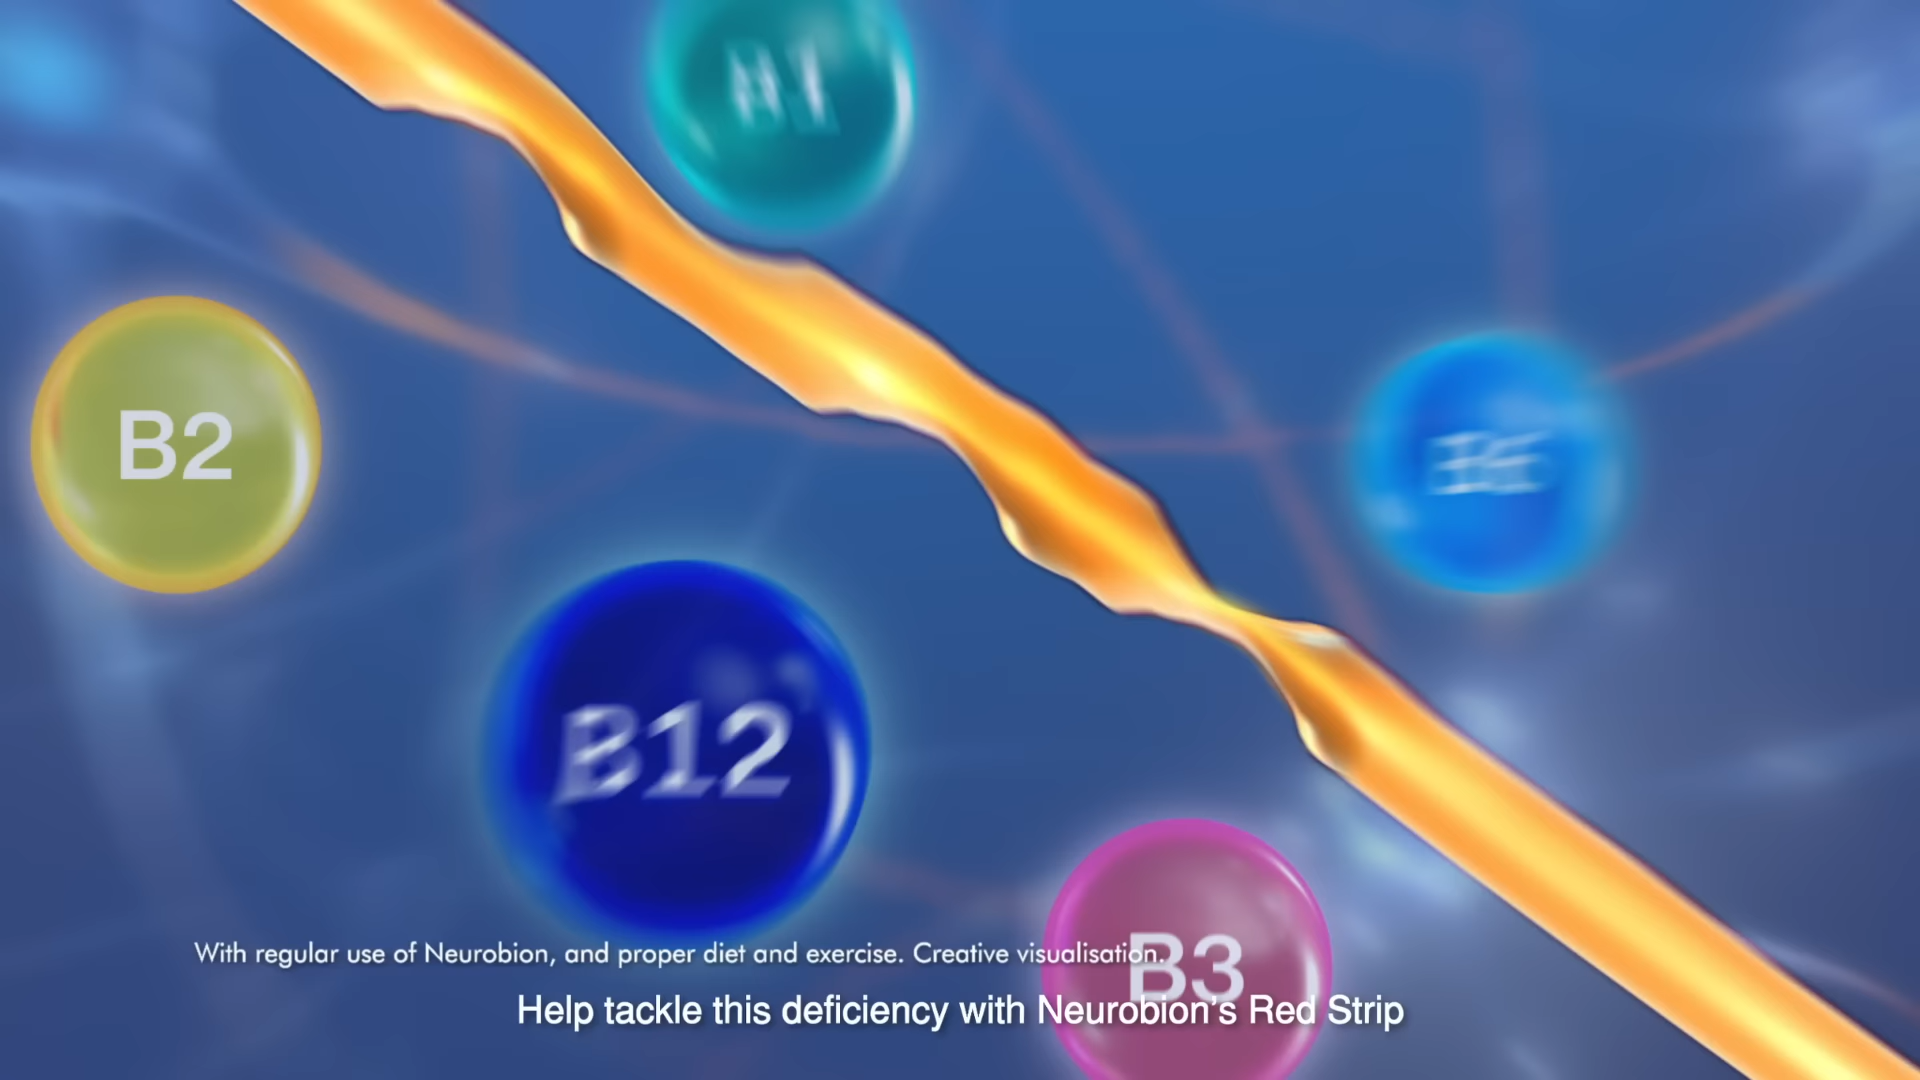 B1
B2
B12
B3
With regular use of Neurobion, and proper diet and exercise. Creative visualisation.
Help tackle this deficiency with Neurobion's Red Strip